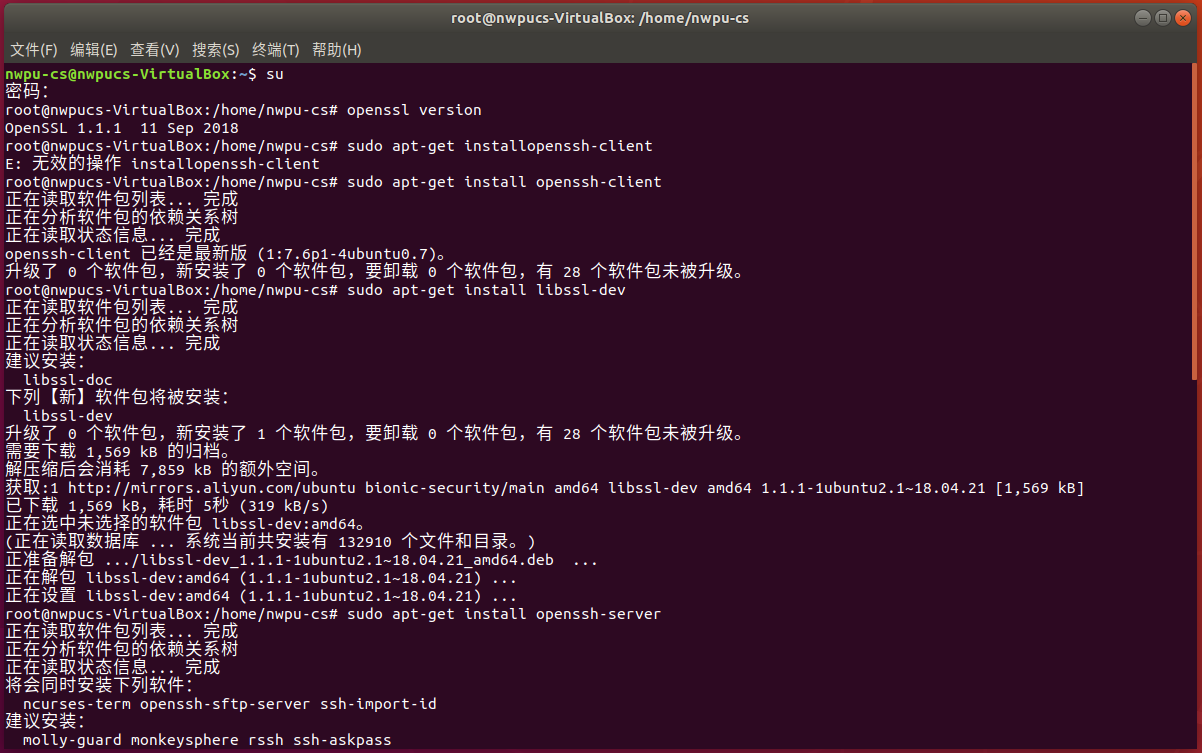 root@nwpucs-VirtualBox: /home/nwpu-cs
文件(F) 编辑(E) 查看(V) 搜索(S) 终端(T) 帮助(H)
nwpu-cs@nwpucs-VirtualBox:~$ su
密码：
root@nwpucs-VirtualBox:/home/nwpu-cs# openssl version
OpenSSL 1.1.1  11 Sep 2018
root@nwpucs-VirtualBox:/home/nwpu-cs# sudo apt-get installopenssh-client
E: 无效的操作 installopenssh-client
root@nwpucs-VirtualBox:/home/nwpu-cs# sudo apt-get install openssh-client
正在读取软件包列表... 完成
正在分析软件包的依赖关系树
正在读取状态信息... 完成
openssh-client 已经是最新版 (1:7.6p1-4ubuntu0.7)。
升级了 0 个软件包，新安装了 0 个软件包，要卸载 0 个软件包，有 28 个软件包未被升级。
root@nwpucs-VirtualBox:/home/nwpu-cs# sudo apt-get install libssl-dev
正在读取软件包列表... 完成
正在分析软件包的依赖关系树
正在读取状态信息... 完成
建议安装：
  libssl-doc
下列【新】软件包将被安装：
  libssl-dev
升级了 0 个软件包，新安装了 1 个软件包，要卸载 0 个软件包，有 28 个软件包未被升级。
需要下载 1,569 kB 的归档。
解压缩后会消耗 7,859 kB 的额外空间。
获取:1 http://mirrors.aliyun.com/ubuntu bionic-security/main amd64 libssl-dev amd64 1.1.1-1ubuntu2.1~18.04.21 [1,569 kB]
已下载 1,569 kB，耗时 5秒 (319 kB/s)
正在选中未选择的软件包 libssl-dev:amd64。
(正在读取数据库 ... 系统当前共安装有 132910 个文件和目录。)
正准备解包 .../libssl-dev_1.1.1-1ubuntu2.1~18.04.21_amd64.deb  ...
正在解包 libssl-dev:amd64 (1.1.1-1ubuntu2.1~18.04.21) ...
正在设置 libssl-dev:amd64 (1.1.1-1ubuntu2.1~18.04.21) ...
root@nwpucs-VirtualBox:/home/nwpu-cs# sudo apt-get install openssh-server
正在读取软件包列表... 完成
正在分析软件包的依赖关系树
正在读取状态信息... 完成
将会同时安装下列软件：
  ncurses-term openssh-sftp-server ssh-import-id
建议安装：
  molly-guard monkeysphere rssh ssh-askpass